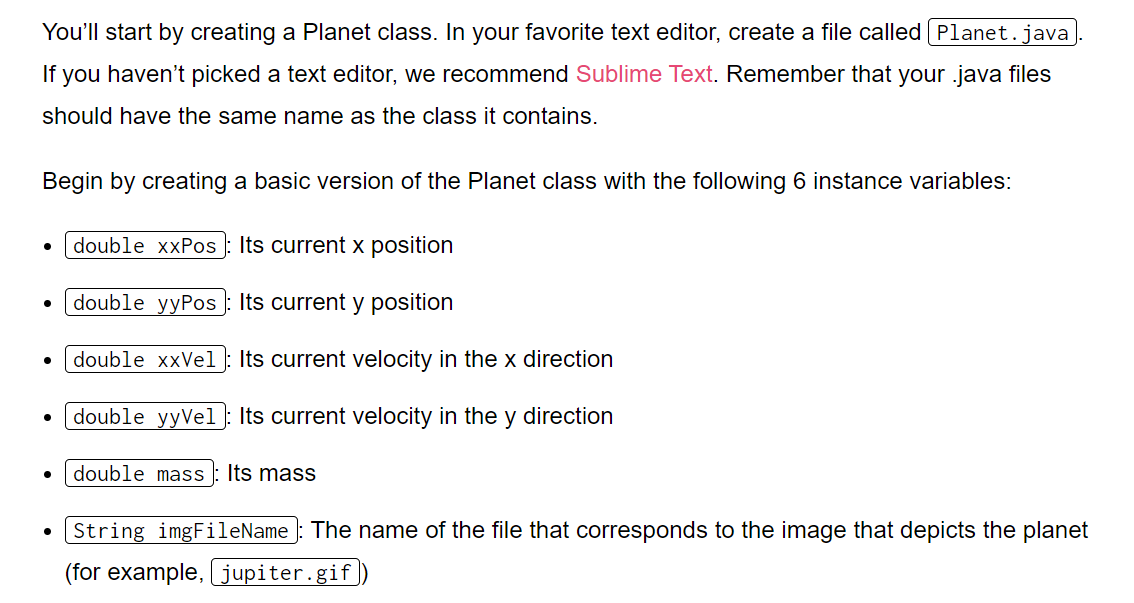 You’ll start by creating a Planet class. In your favorite text editor, create a file called Planet.java.
If you haven’t picked a text editor, we recommend Sublime Text. Remember that your .java files
should have the same name as the class it contains.
Begin by creating a basic version of the Planet class with the following 6 instance variables:
• double xxPos: Its current x position
• double yyPos: Its current y position
• double xxVel: Its current velocity in the x direction
• double yyVel: Its current velocity in the y direction
• double mass: Its mass
• String imgFileName: The name of the file that corresponds to the image that depicts the planet
(for example, jupiter.gif)